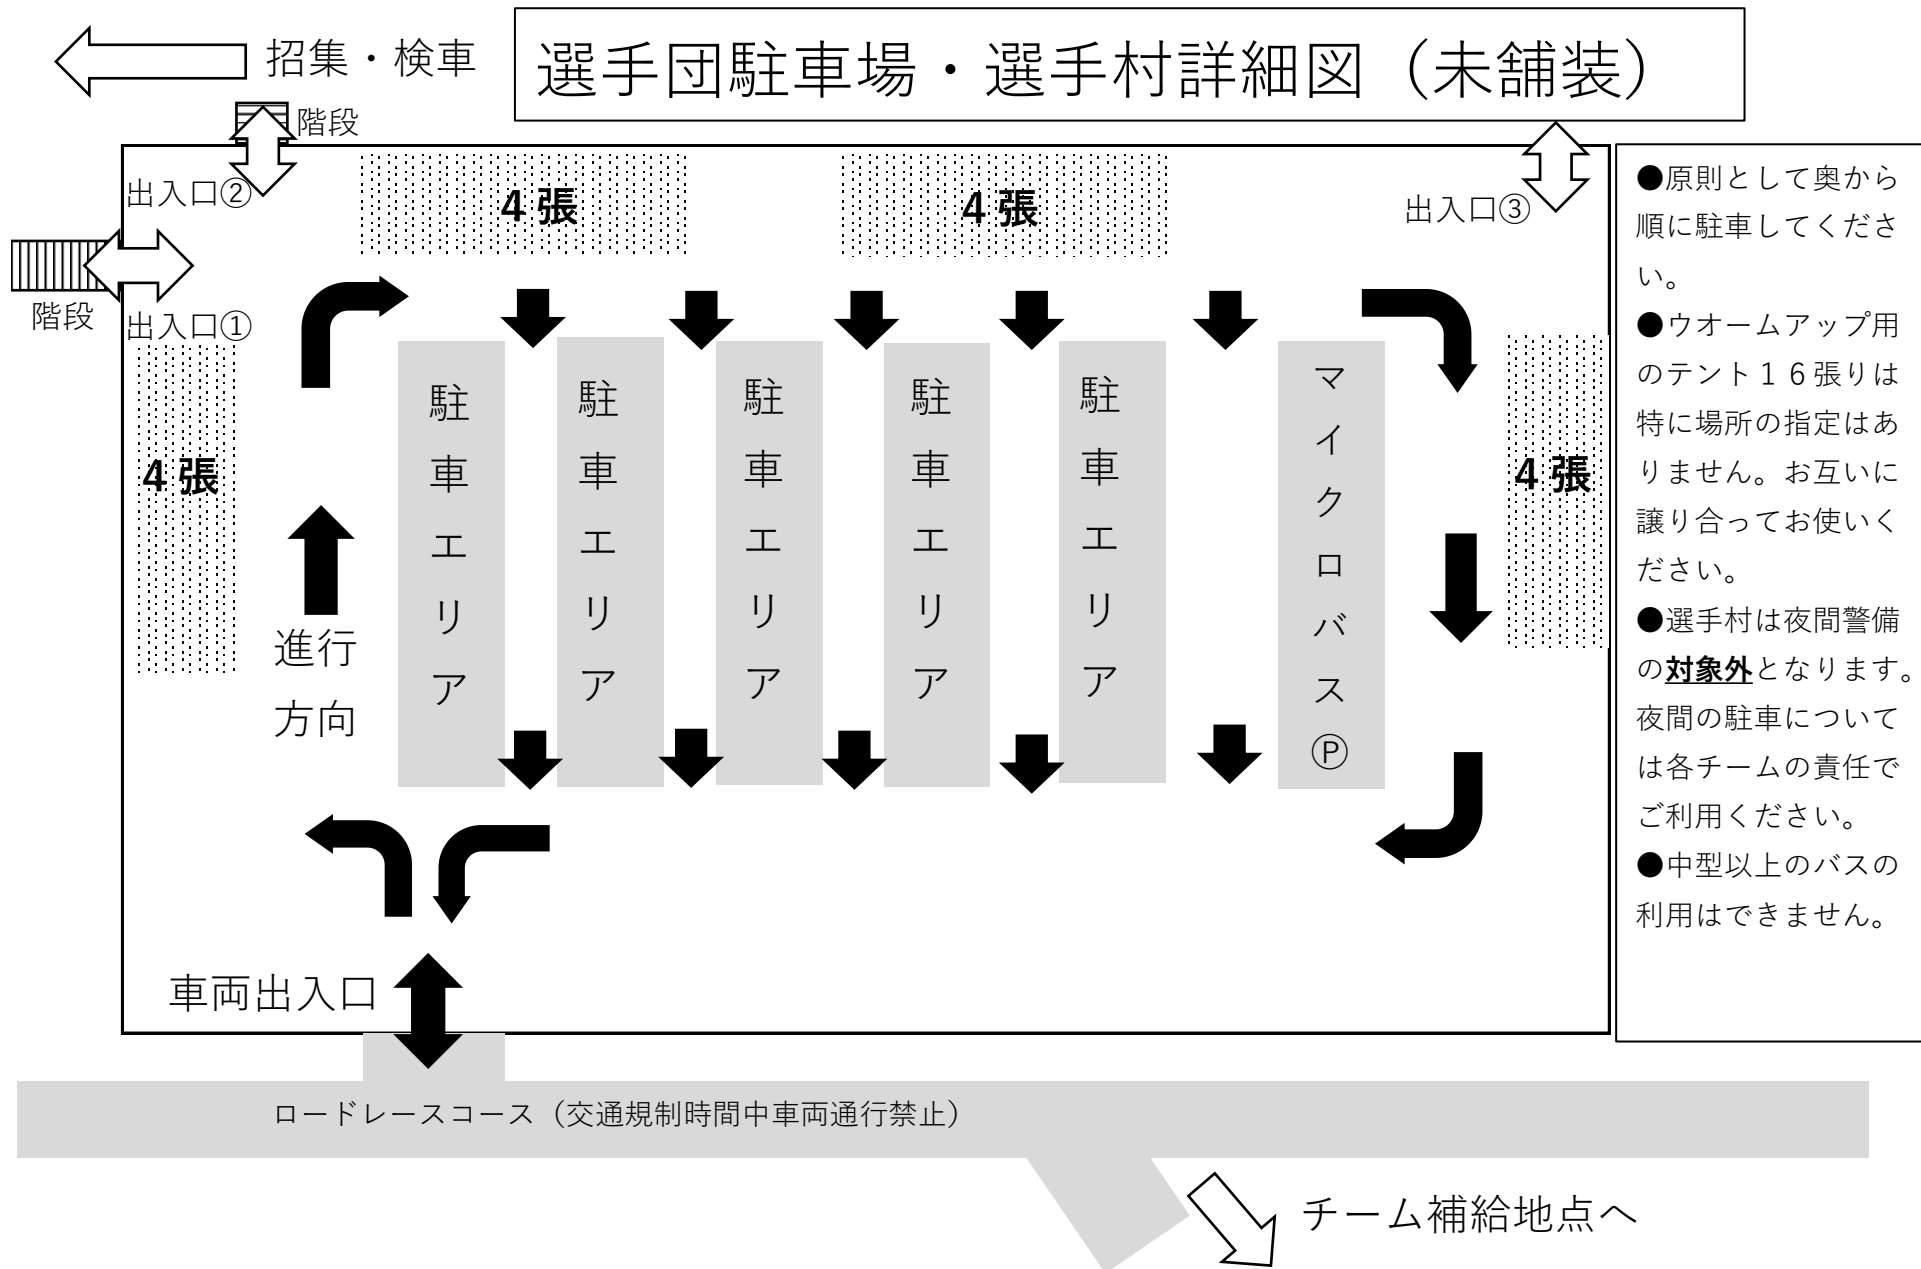 招集・検車
選手団駐車場・選手村詳細図（未舗装）
階段
出入口②
4張
4張
出入口③
階段
出入口①
4張
4張
進行
方向
駐車エリア
駐車エリア
駐車エリア
駐車エリア
駐車エリア
マイクロバスⓅ
車両出入口
ロードレースコース（交通規制時間中車両通行禁止）
チーム補給地点へ
●原則として奥から
順に駐車してくださ
い。
●ウオームアップ用
のテント１６張りは
特に場所の指定はあ
りません。お互いに
譲り合ってお使いく
ださい。
●選手村は夜間警備
の対象外となります。
夜間の駐車について
は各チームの責任で
ご利用ください。
●中型以上のバスの
利用はできません。